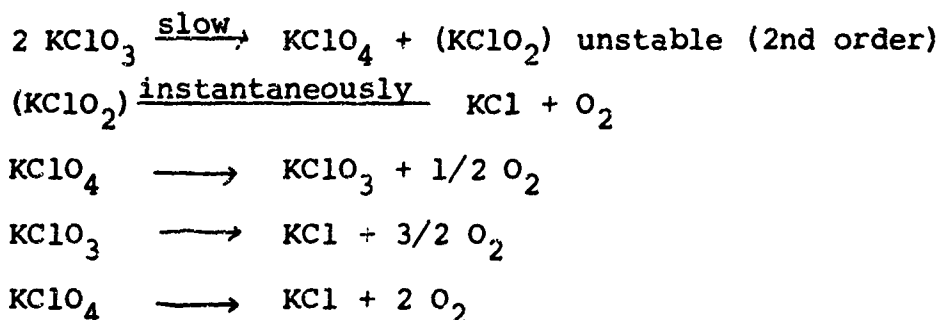 2 KClO₃ slow→ KClO₄ + (KClO₂) unstable (2nd order)
(KClO₂) instantaneously KCl + O₂
KClO₄ → KClO₃ + 1/2 O₂
KClO₃ → KCl + 3/2 O₂
KClO₄ → KCl + 2 O₂